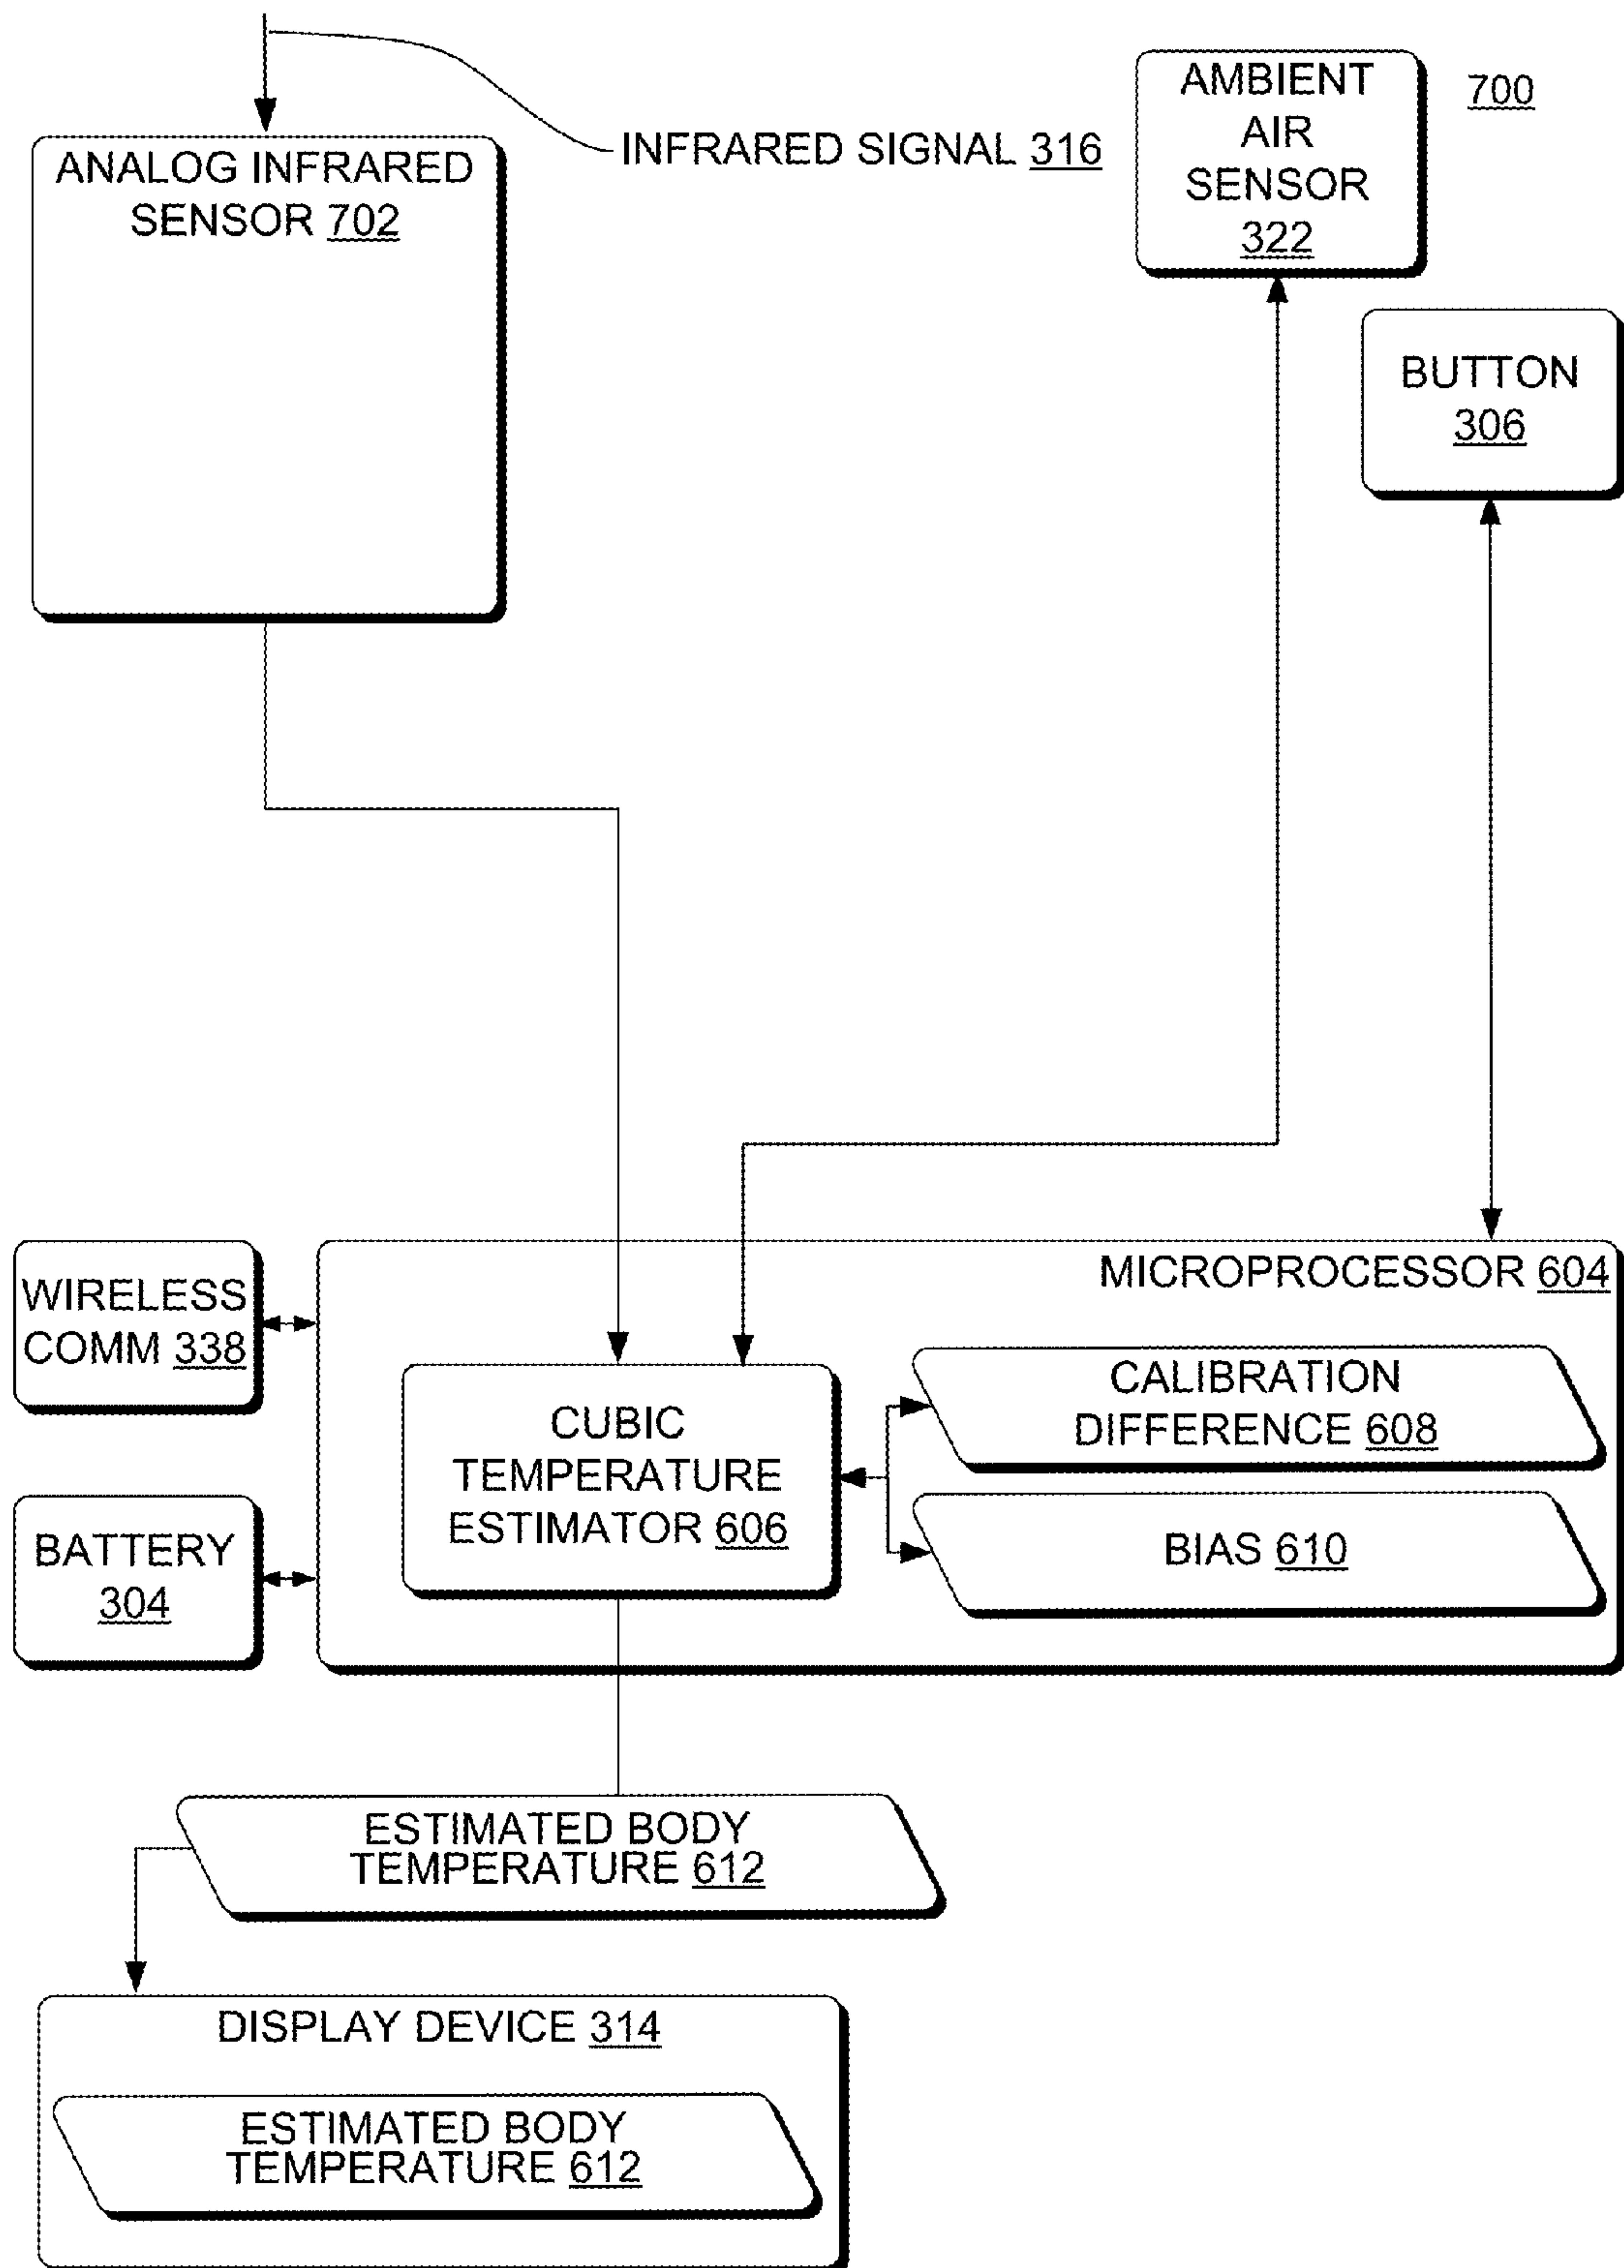 700
INFRARED SIGNAL 316
ANALOG INFRARED
SENSOR 702
AMBIENT
AIR
SENSOR
322
BUTTON
306
MICROPROCESSOR 604
WIRELESS
COMM 338
BATTERY
304
CUBIC
TEMPERATURE
ESTIMATOR 606
CALIBRATION
DIFFERENCE 608
BIAS 610
ESTIMATED BODY
TEMPERATURE 612
DISPLAY DEVICE 314
ESTIMATED BODY
TEMPERATURE 612